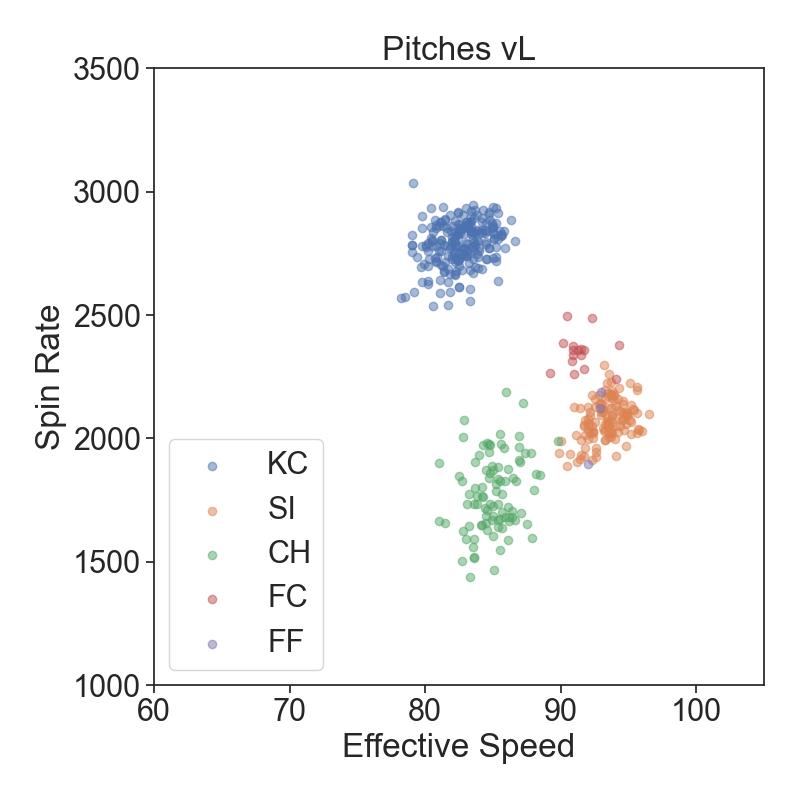 Pitches vL
3500
3000
2500
2000
1500
1000
Spin Rate
KC
SI
CH
FC
FF
60 70 80 90 100
Effective Speed